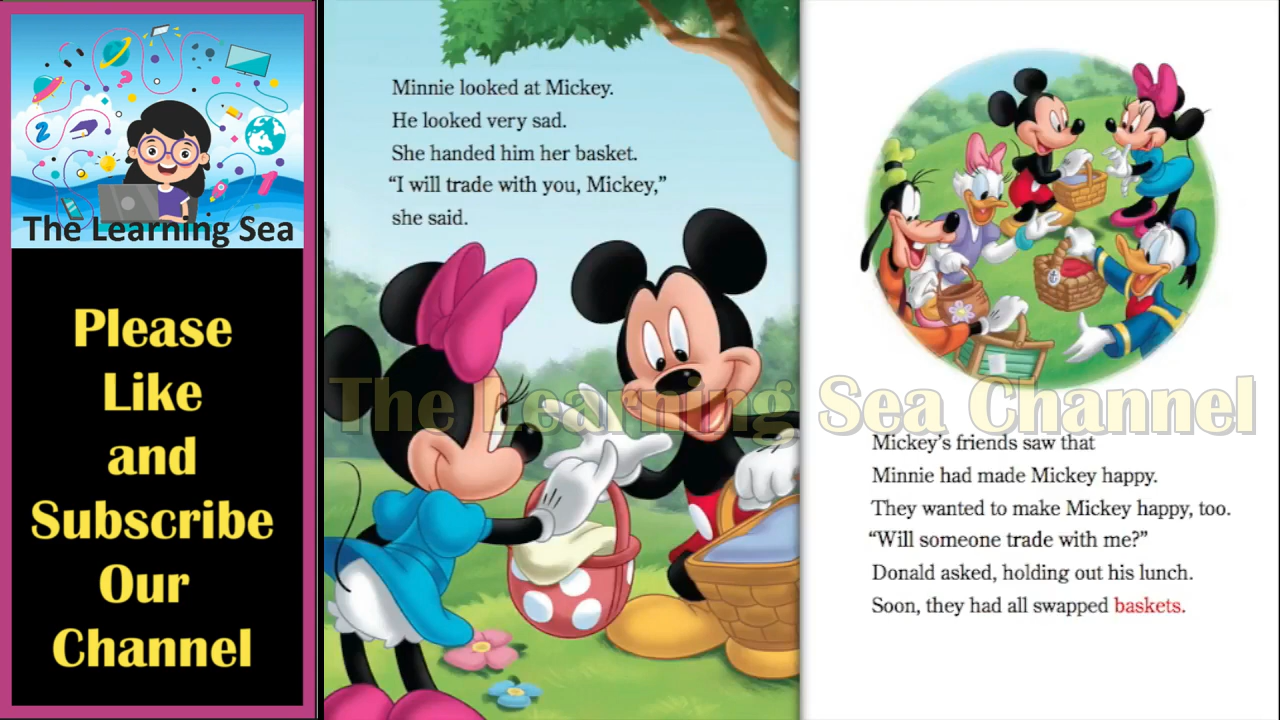 The Learning Sea
Please
Like
and
Subscribe
Our
Channel
Minnie looked at Mickey.
He looked very sad.
She handed him her basket.
“I will trade with you, Mickey,”
she said.
The Learning Sea Channel
Mickey’s friends saw that
Minnie had made Mickey happy.
They wanted to make Mickey happy, too.
“Will someone trade with me?”
Donald asked, holding out his lunch.
Soon, they had all swapped baskets.